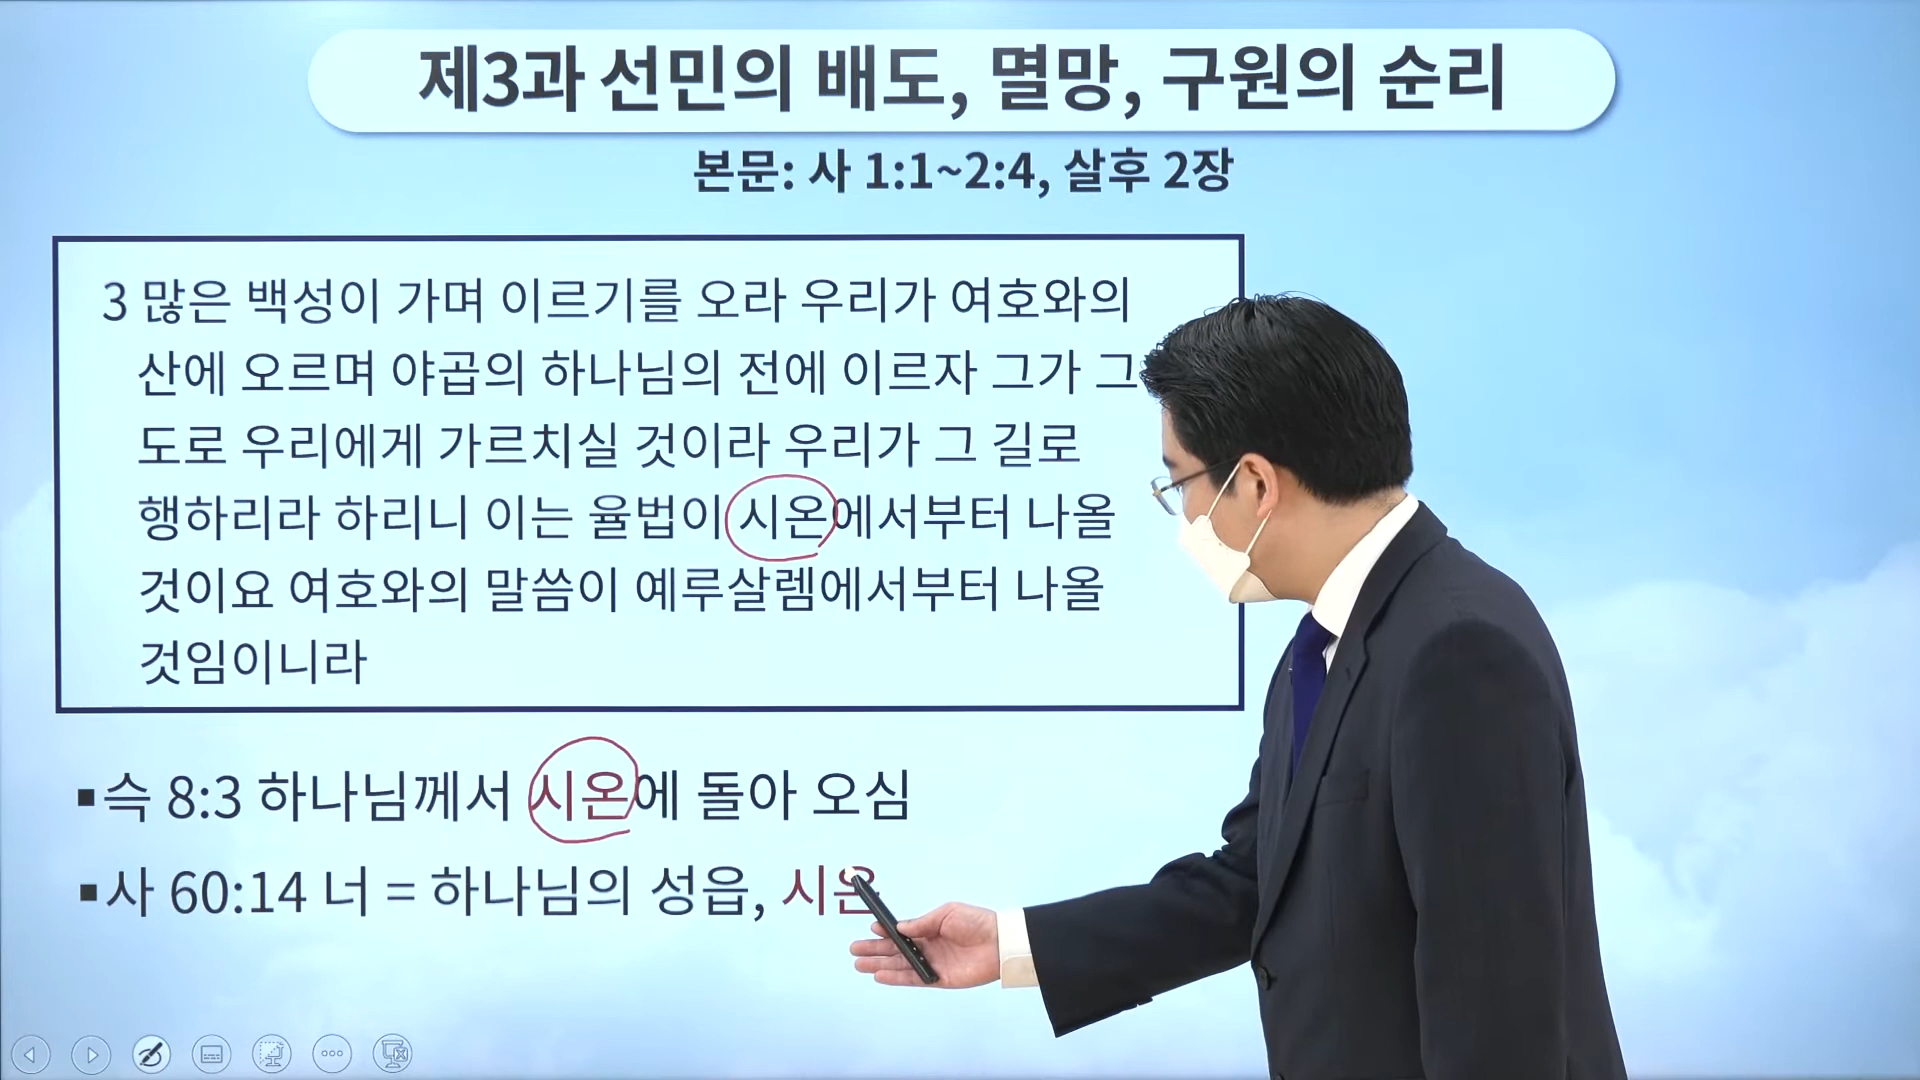 제3과 선민의 배도, 멸망, 구원의 순리
본문: 사 1:1~2:4, 살후 2장
3 많은 백성이 가며 이르기를 오라 우리가 여호와의
산에 오르며 야곱의 하나님의 전에 이르자 그가 그
도로 우리에게 가르치실 것이라 우리가 그 길로
행하리라 하리니 이는 율법이 시온에서부터 나올
것이요 여호와의 말씀이 예루살렘에서부터 나올
것임이니라
▪슥 8:3 하나님께서 시온에 돌아 오심
▪사 60:14 너 = 하나님의 성읍, 시온